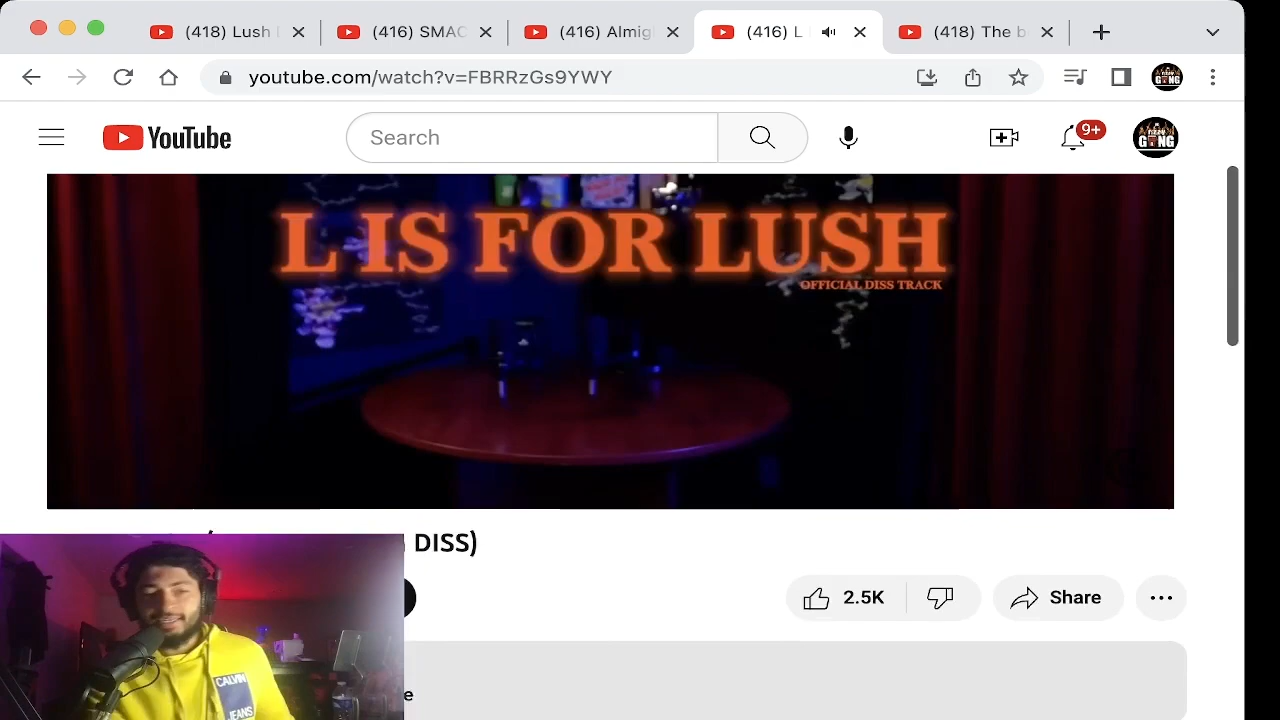 (418) Lush
(416) SMAC
(416) Almig
(416) L
(418) The b
youtube.com/watch?v=FBRRzGs9YWY
YouTube
Search
9+
GANG
L IS FOR LUSH
OFFICIAL DISS TRACK
DISS)
2.5K
Share
CALVIN
JEANS